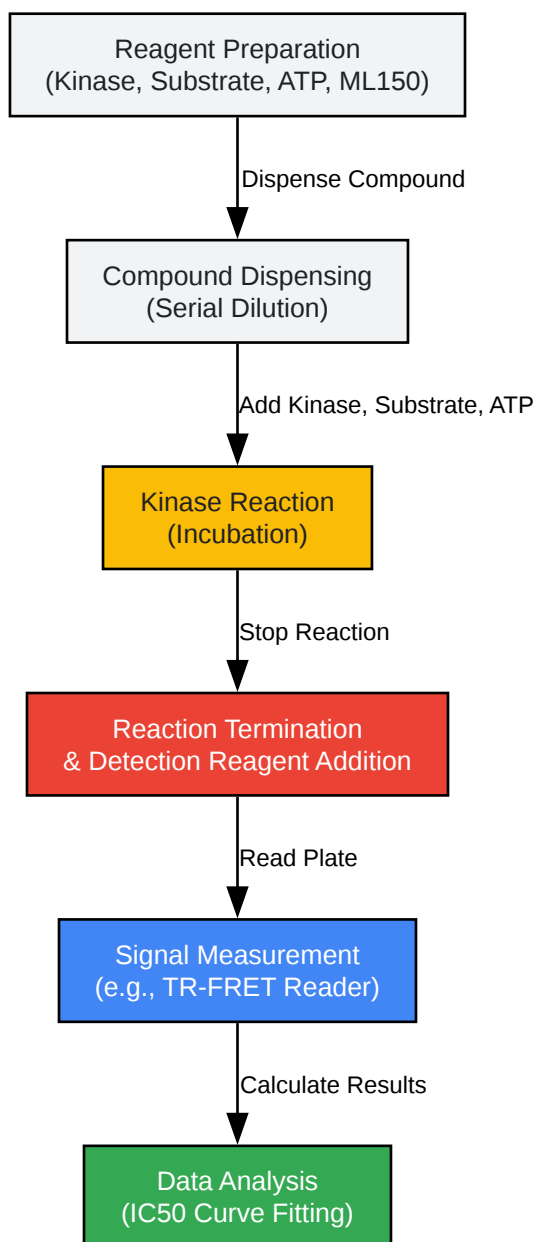 Reagent Preparation
(Kinase, Substrate, ATP, ML150)
Dispense Compound
Compound Dispensing
(Serial Dilution)
Add Kinase, Substrate, ATP
Kinase Reaction
(Incubation)
Stop Reaction
Reaction Termination
& Detection Reagent Addition
Read Plate
Signal Measurement
(e.g., TR-FRET Reader)
Calculate Results
Data Analysis
(IC50 Curve Fitting)